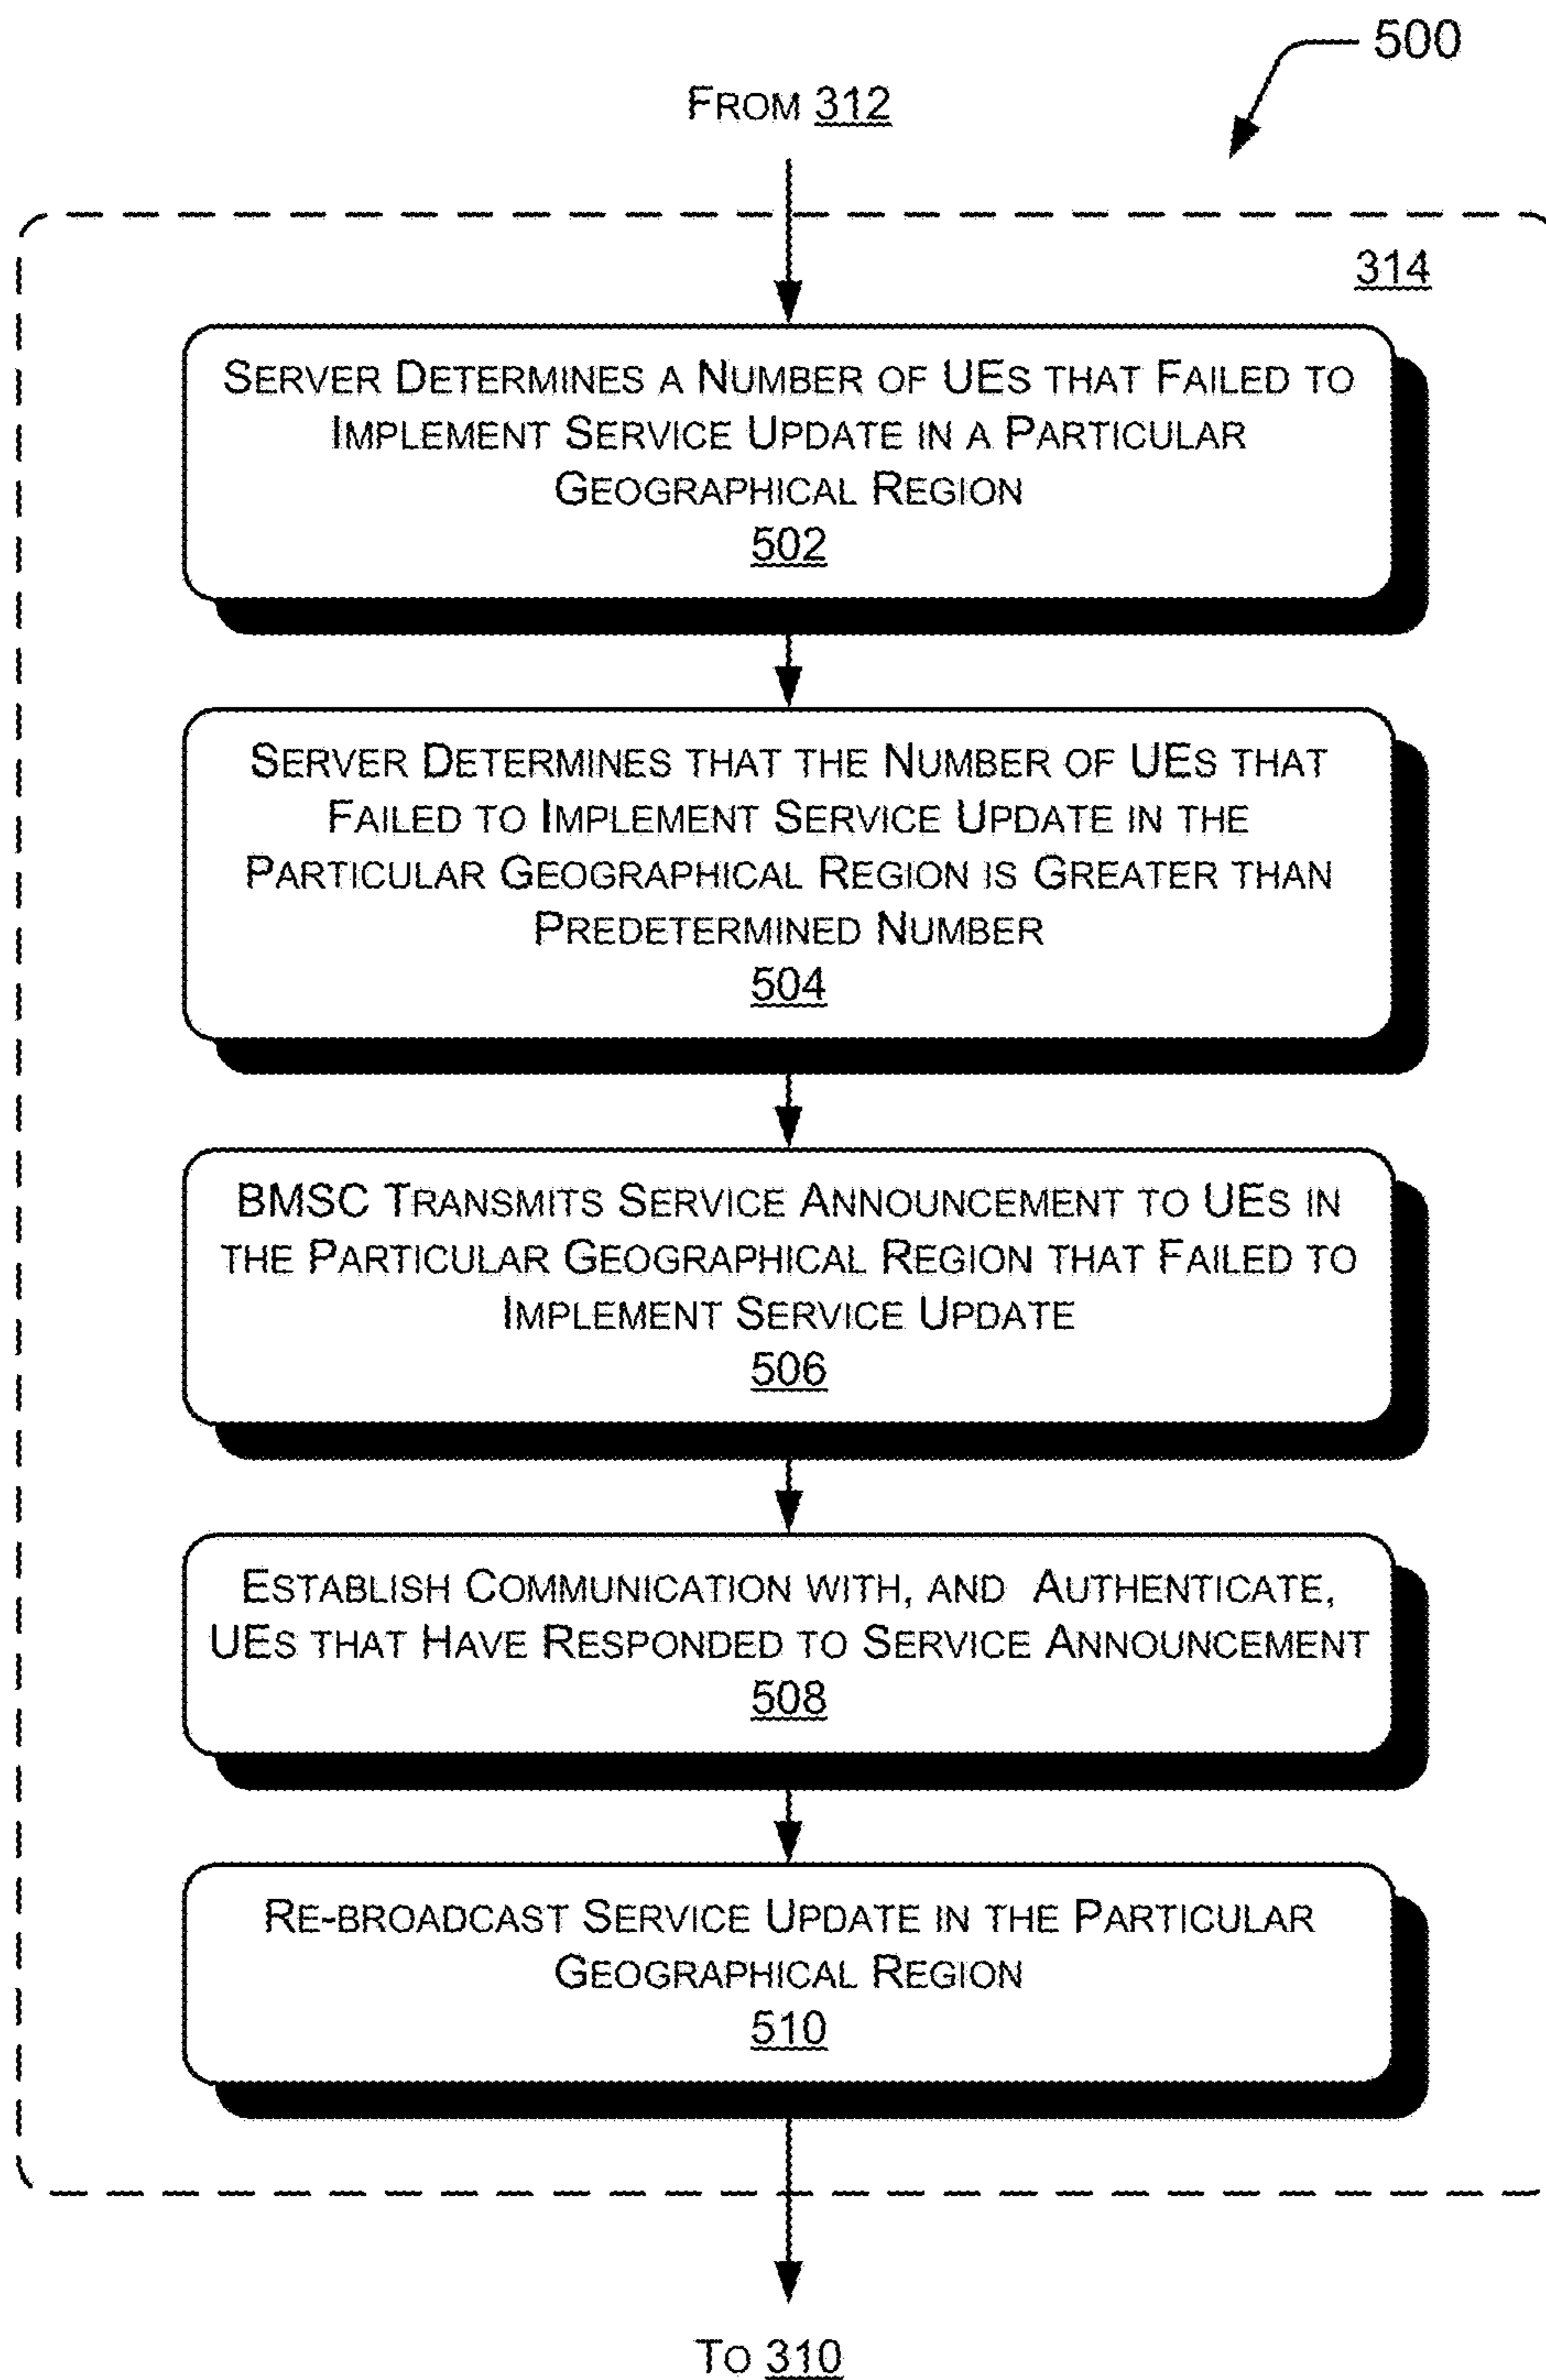 500
FROM 312
314
SERVER DETERMINES A NUMBER OF UES THAT FAILED TO
IMPLEMENT SERVICE UPDATE IN A PARTICULAR
GEOGRAPHICAL REGION
502
SERVER DETERMINES THAT THE NUMBER OF UES THAT
FAILED TO IMPLEMENT SERVICE UPDATE IN THE
PARTICULAR GEOGRAPHICAL REGION IS GREATER THAN
PREDETERMINED NUMBER
504
BMSC TRANSMITS SERVICE ANNOUNCEMENT TO UES IN
THE PARTICULAR GEOGRAPHICAL REGION THAT FAILED TO
IMPLEMENT SERVICE UPDATE
506
ESTABLISH COMMUNICATION WITH, AND AUTHENTICATE,
UES THAT HAVE RESPONDED TO SERVICE ANNOUNCEMENT
508
RE-BROADCAST SERVICE UPDATE IN THE PARTICULAR
GEOGRAPHICAL REGION
510
TO 310